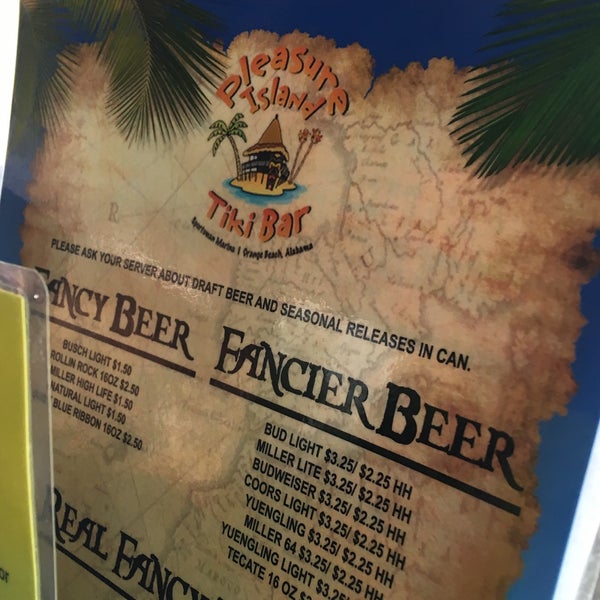 Pleasure
Island
Tiki Bar
Sportsman Marina | Orange Beach, Alabama
PLEASE ASK YOUR SERVER ABOUT DRAFT BEER AND SEASONAL RELEASES IN CAN.
FANCY BEER
BUSCH LIGHT $1.50
ROLLIN ROCK 16OZ $2.50
MILLER HIGH LIFE $1.50
NATURAL LIGHT $1.50
BLUE RIBBON 16OZ $2.50
FANCIER BEER
BUD LIGHT $3.25/ $2.25 HH
MILLER LITE $3.25/ $2.25 HH
BUDWEISER $3.25/ $2.25 HH
COORS LIGHT $3.25/ $2.25 HH
YUENGLING $3.25/ $2.25 HH
MILLER 64 $3.25/ $2.25 HH
YUENGLING LIGHT $3.25/
TECATE 16 OZ
REAL FANCY
or